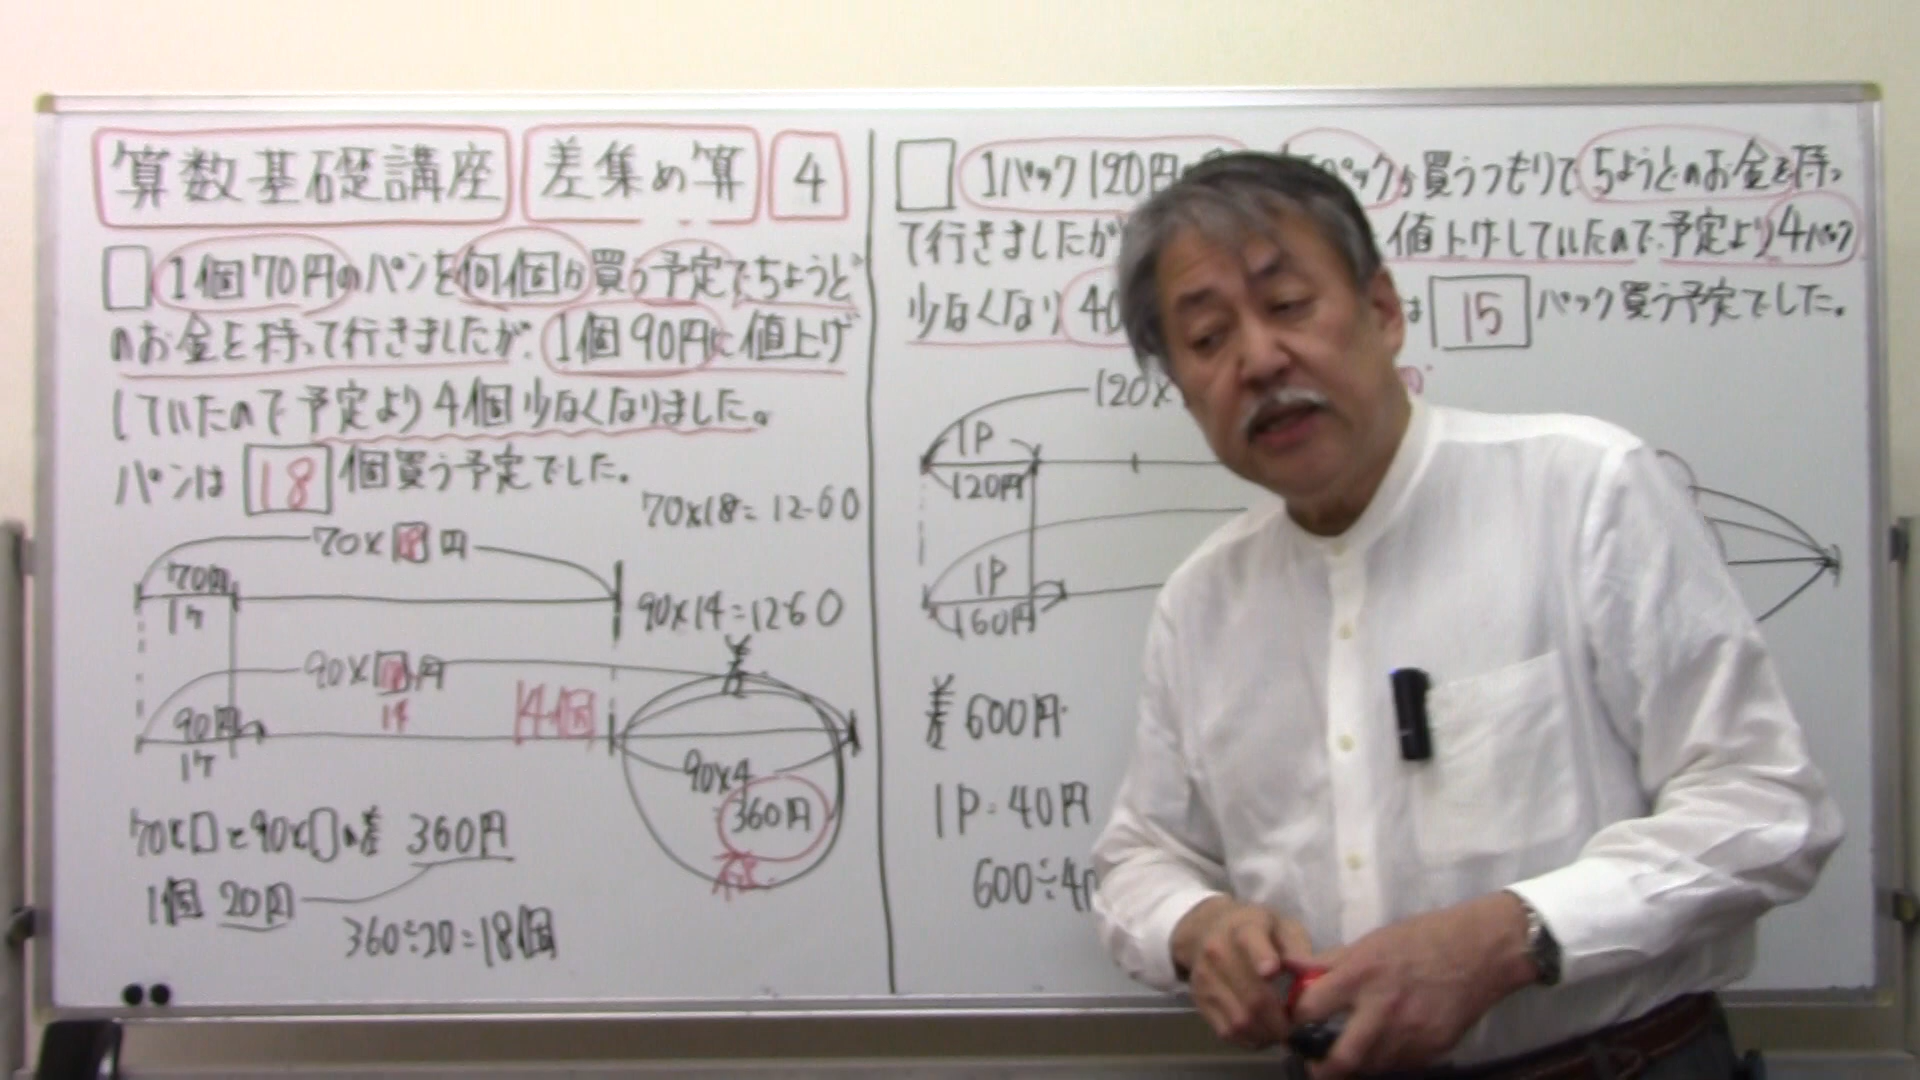 算数基礎講座 差集め算 4
1個70円のパンを何個か買う予定でちょうど
のお金を持って行きましたが、1個90円に値上げ
していたので予定より4個少なくなりました。
パンは 18 個買う予定でした。
70×18=1260
70×18円
70円
1ケ
90×14=1260
差
90× 円
14
14個
90円
1ケ
90×4
360円
70×□と90×□の差 360円
1個 20円
360÷20=18個
1パック120円 パックか買うつもりでちょうどのお金を持っ
て行きましたが 値上げしていたので予定より4パック
少なくなり 40 は 15 パック買う予定でした。
120×
1P
120円
1P
160円
差 600円
1P 40円
600÷4